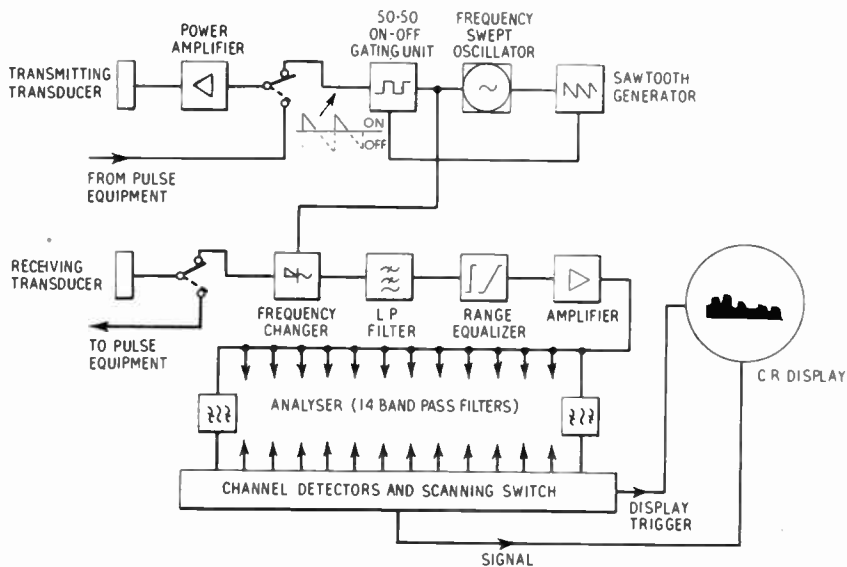 50-50
ON-OFF
GATING UNIT
FREQUENCY
SWEPT
OSCILLATOR
POWER
AMPLIFIER
TRANSMITTING
TRANSDUCER
SAWTOOTH
GENERATOR
ON
OFF
FROM PULSE
EQUIPMENT
RECEIVING
TRANSDUCER
FREQUENCY
CHANGER
L P
FILTER
RANGE
EQUALIZER
AMPLIFIER
TO PULSE
EQUIPMENT
C R DISPLAY
ANALYSER (14 BAND PASS FILTERS)
CHANNEL DETECTORS AND SCANNING SWITCH
DISPLAY
TRIGGER
SIGNAL